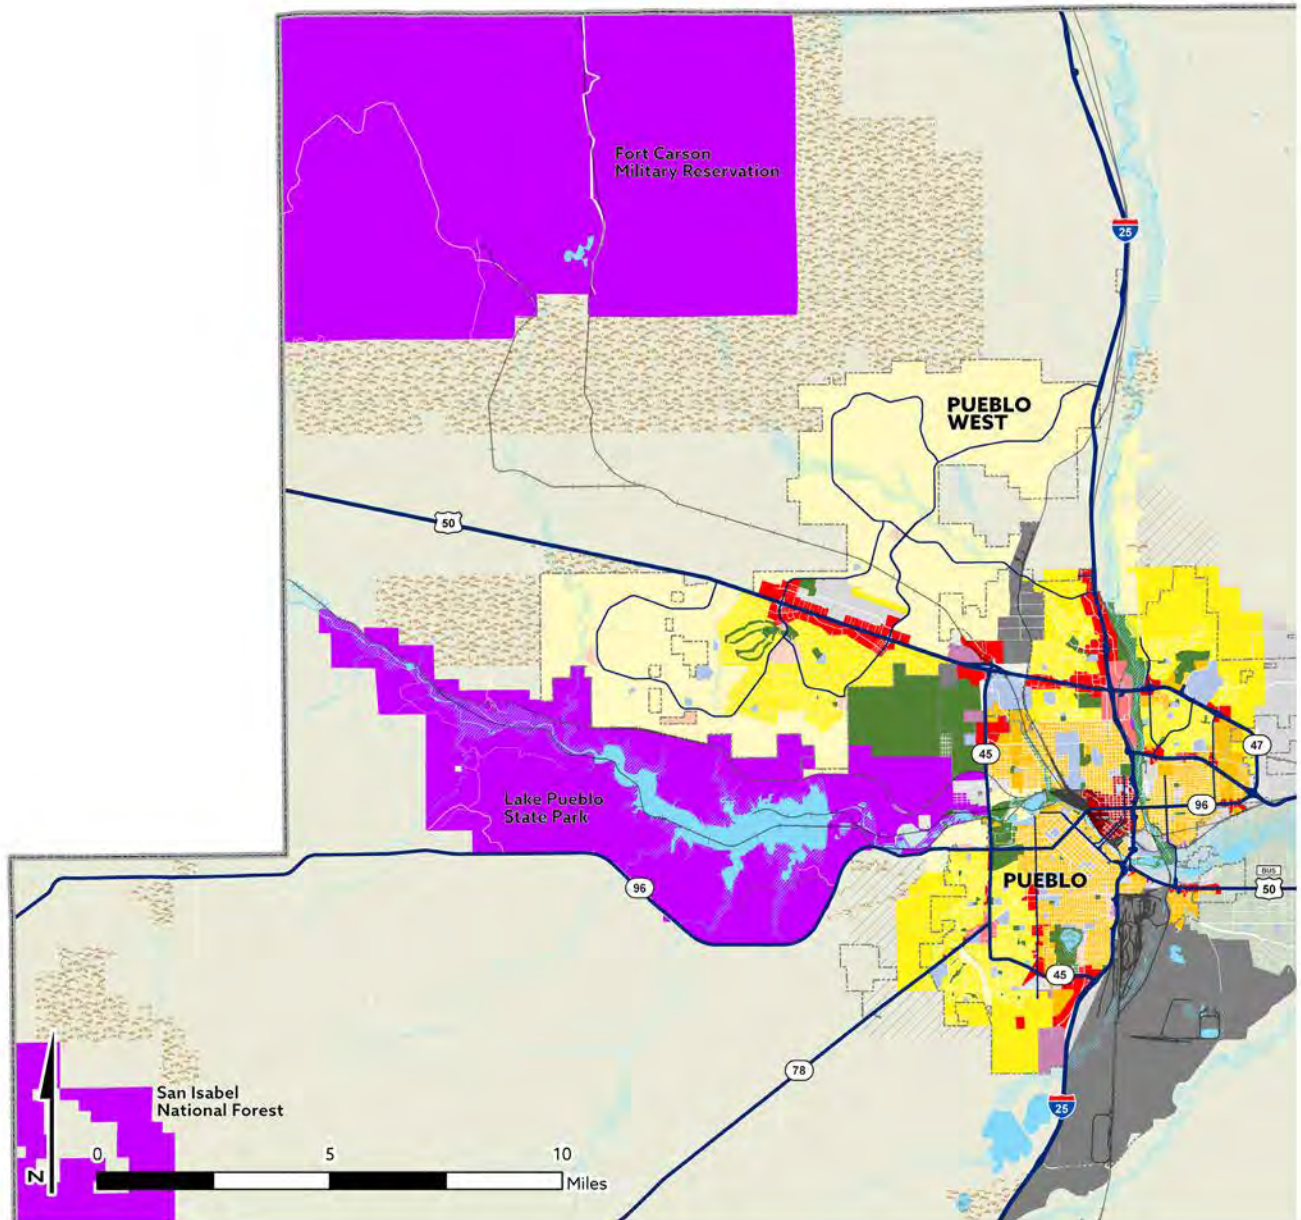 Fort Carson
Military Reservation
25
PUEBLO
WEST
50
47
45
Lake Pueblo
State Park
96
BUS
50
PUEBLO
96
45
78
San Isabel
National Forest
25
0 5 10
Miles
N